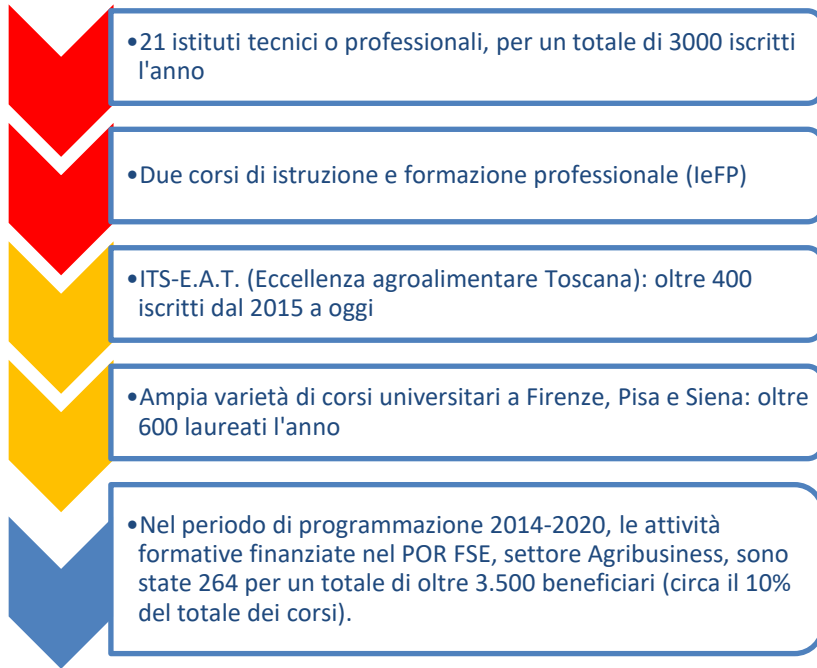 •21 istituti tecnici o professionali, per un totale di 3000 iscritti
l'anno
•Due corsi di istruzione e formazione professionale (IeFP)
•ITS-E.A.T. (Eccellenza agroalimentare Toscana): oltre 400
iscritti dal 2015 a oggi
•Ampia varietà di corsi universitari a Firenze, Pisa e Siena: oltre
600 laureati l'anno
•Nel periodo di programmazione 2014-2020, le attività
formative finanziate nel POR FSE, settore Agribusiness, sono
state 264 per un totale di oltre 3.500 beneficiari (circa il 10%
del totale dei corsi).